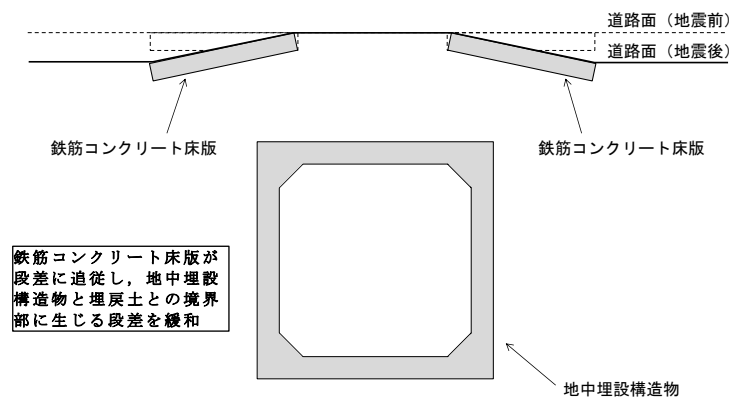 道路面（地震前）
道路面（地震後）
鉄筋コンクリート床版
鉄筋コンクリート床版
鉄筋コンクリート床版が
段差に追従し，地中埋設
構造物と埋戻土との境界
部に生じる段差を緩和
地中埋設構造物